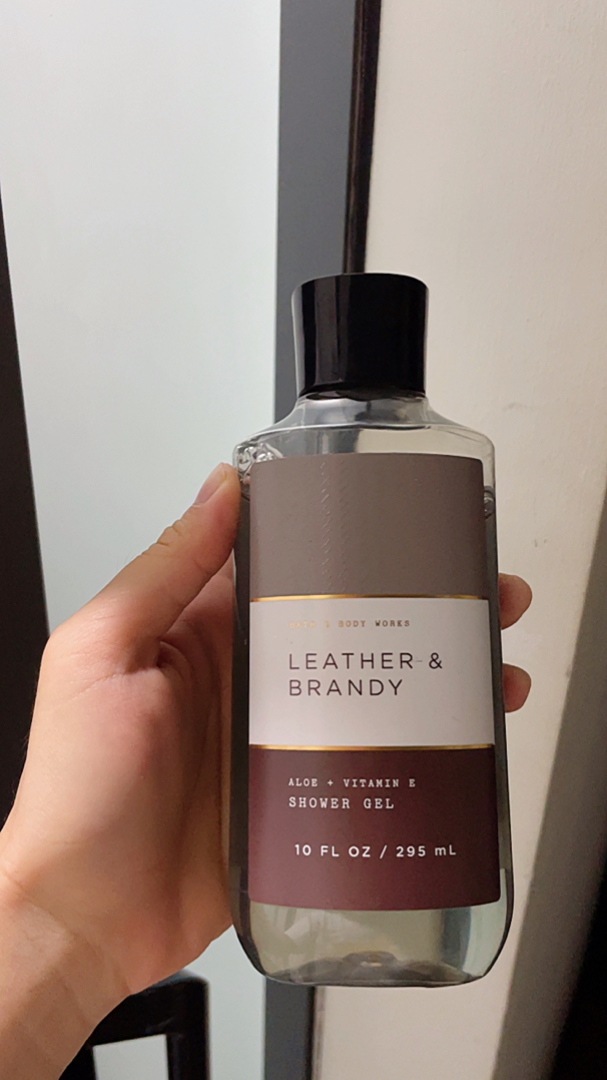 BATH & BODY WORKS
LEATHER &
BRANDY
ALOE + VITAMIN E
SHOWER GEL
10 FL OZ / 295 mL